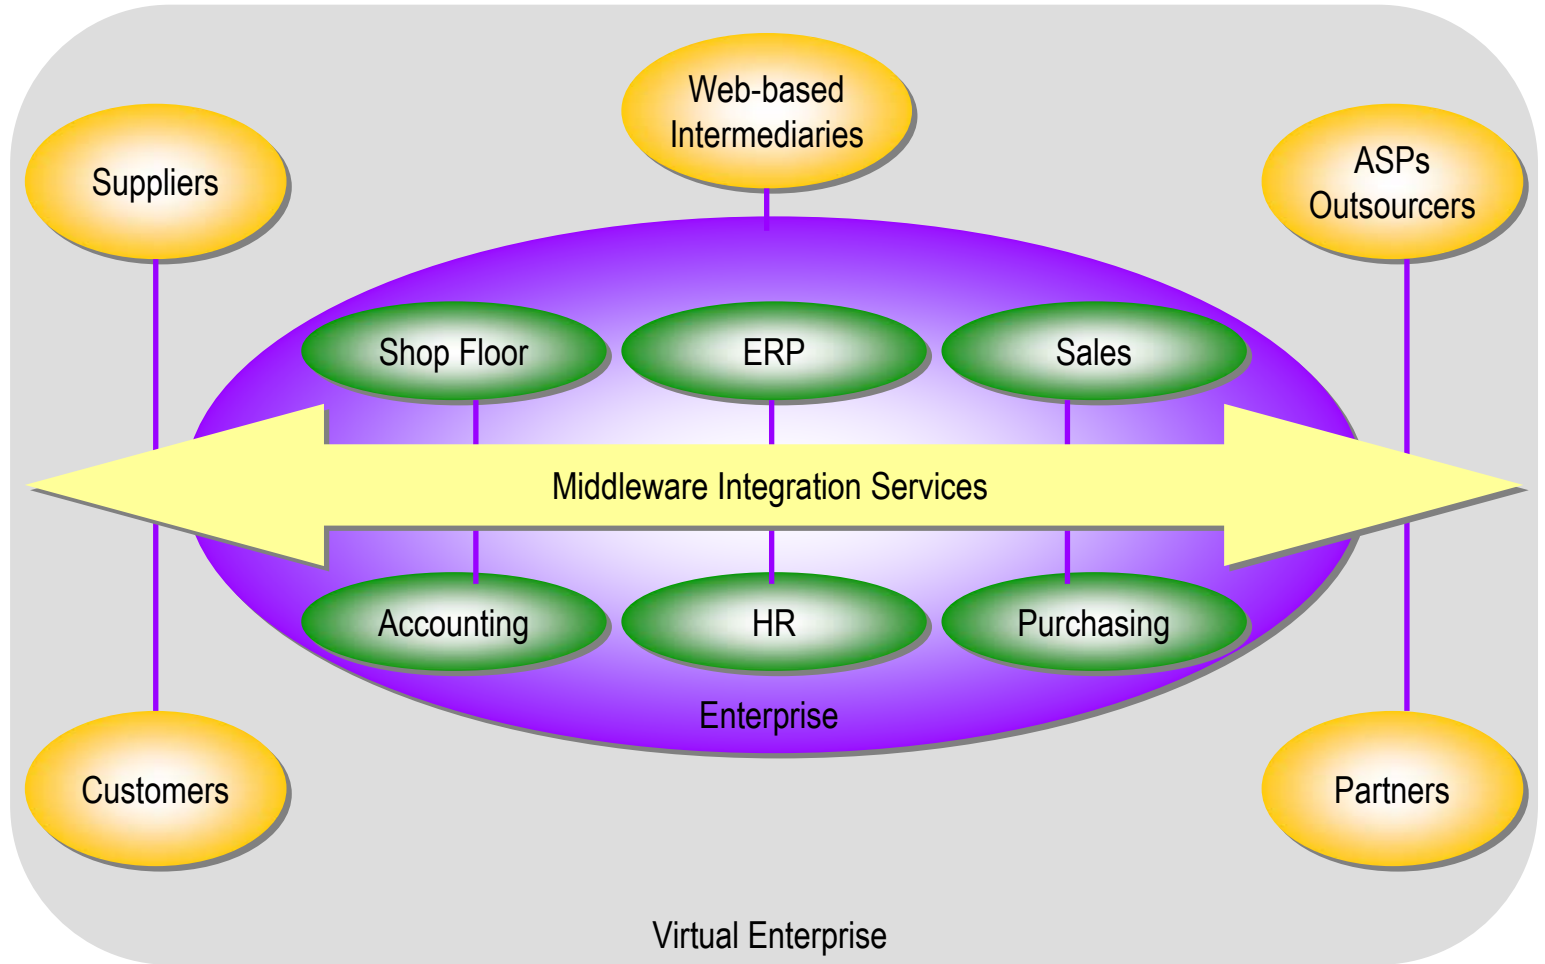 Web-based
Intermediaries
Suppliers
ASPs
Outsourcers
Shop Floor
ERP
Sales
Middleware Integration Services
Accounting
HR
Purchasing
Enterprise
Customers
Partners
Virtual Enterprise